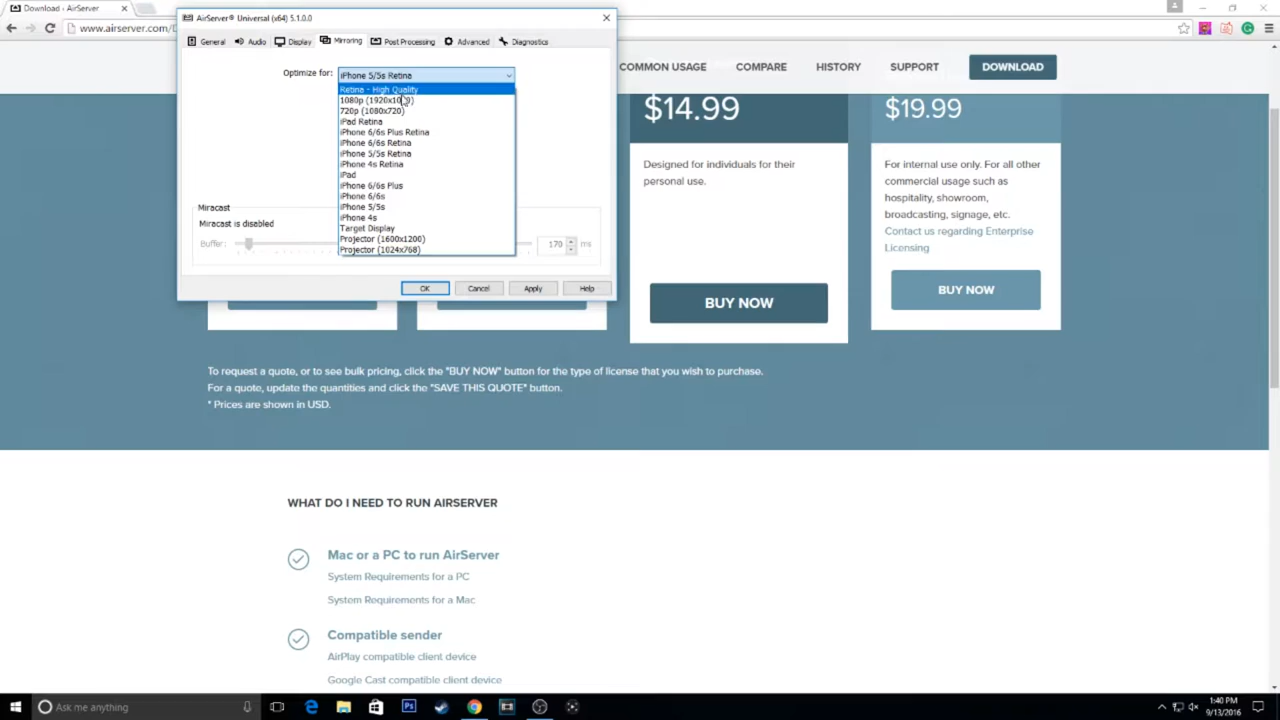 Download - AirServer
www.airserver.com/D
AirServer® Universal (x64) 5.1.0.0
General
Audio
Display
Mirroring
Post Processing
Advanced
Diagnostics
Optimize for:
iPhone 5/5s Retina
Retina - High Quality
1080p (1920x10
720p (1080x720)
iPad Retina
iPhone 6/6s Plus Retina
iPhone 6/6s Retina
iPhone 5/5s Retina
iPhone 4s Retina
iPad
iPhone 6/6s Plus
iPhone 6/6s
iPhone 5/5s
iPhone 4s
Target Display
Projector (1600x1200)
Projector (1024x768)
Miracast
Miracast is disabled
Buffer:
170
ms
OK
Cancel
Apply
Help
COMMON USAGE
COMPARE
HISTORY
SUPPORT
DOWNLOAD
$14.99
Designed for individuals for their
personal use.
BUY NOW
$19.99
For internal use only. For all other
commercial usage such as
hospitality, showroom,
broadcasting, signage, etc.
Contact us regarding Enterprise
Licensing
BUY NOW
To request a quote, or to see bulk pricing, click the "BUY NOW" button for the type of license that you wish to purchase.
For a quote, update the quantities and click the "SAVE THIS QUOTE" button.
* Prices are shown in USD.
WHAT DO I NEED TO RUN AIRSERVER
Mac or a PC to run AirServer
System Requirements for a PC
System Requirements for a Mac
Compatible sender
AirPlay compatible client device
Google Cast compatible client device
Ask me anything
Ps
1:40 PM
9/13/2016